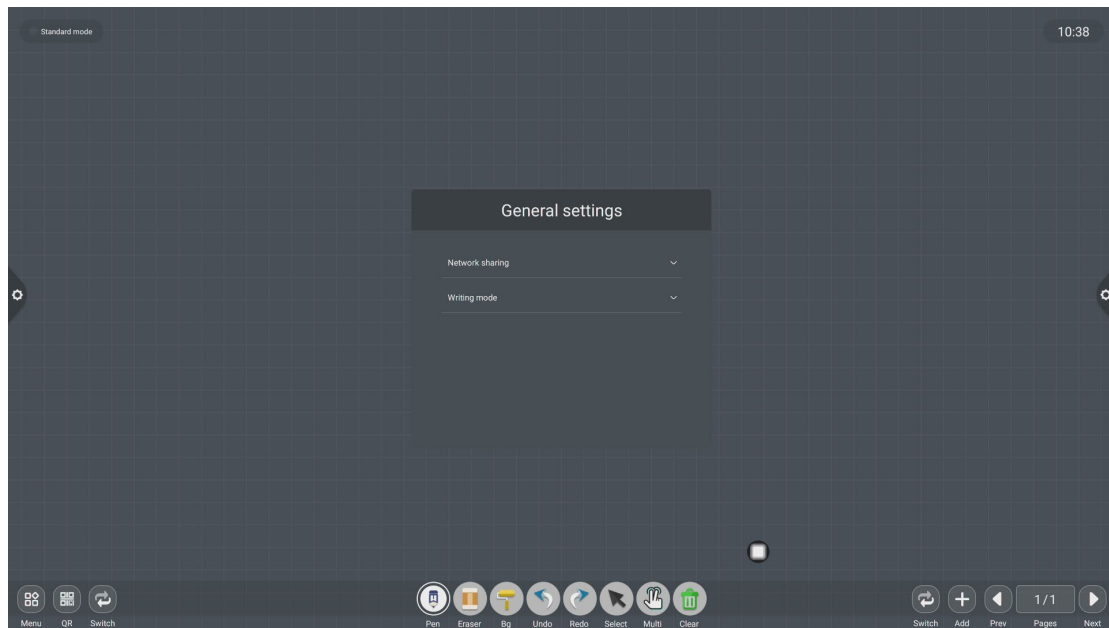 Standard mode
10:38
General settings
Network sharing
Writing mode
Menu QR Switch Pen Eraser Bg Undo Redo Select Multi Clear Switch Add Prev 1/1 Pages Next